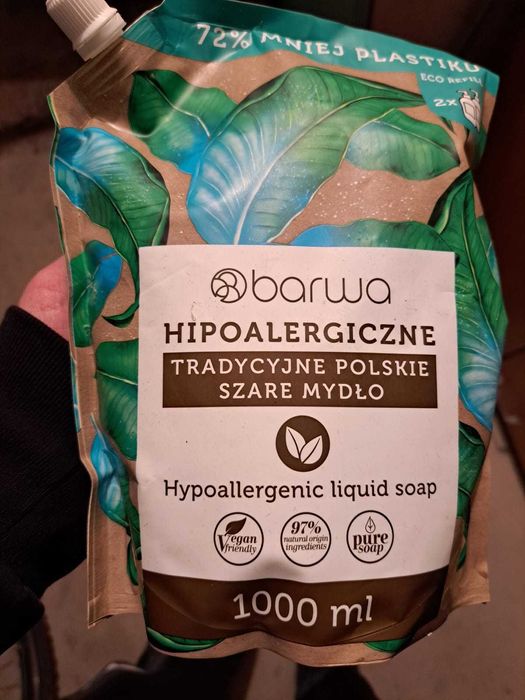 72% MNIEJ PLASTIKU
ECO REFILL
2x
barwa
HIPOALERGICZNE
TRADYCYJNE POLSKIE
SZARE MYDŁO
Hypoallergenic liquid soap
Vegan
friendly
97%
natural origin
ingredients
pure
soap
1000 ml